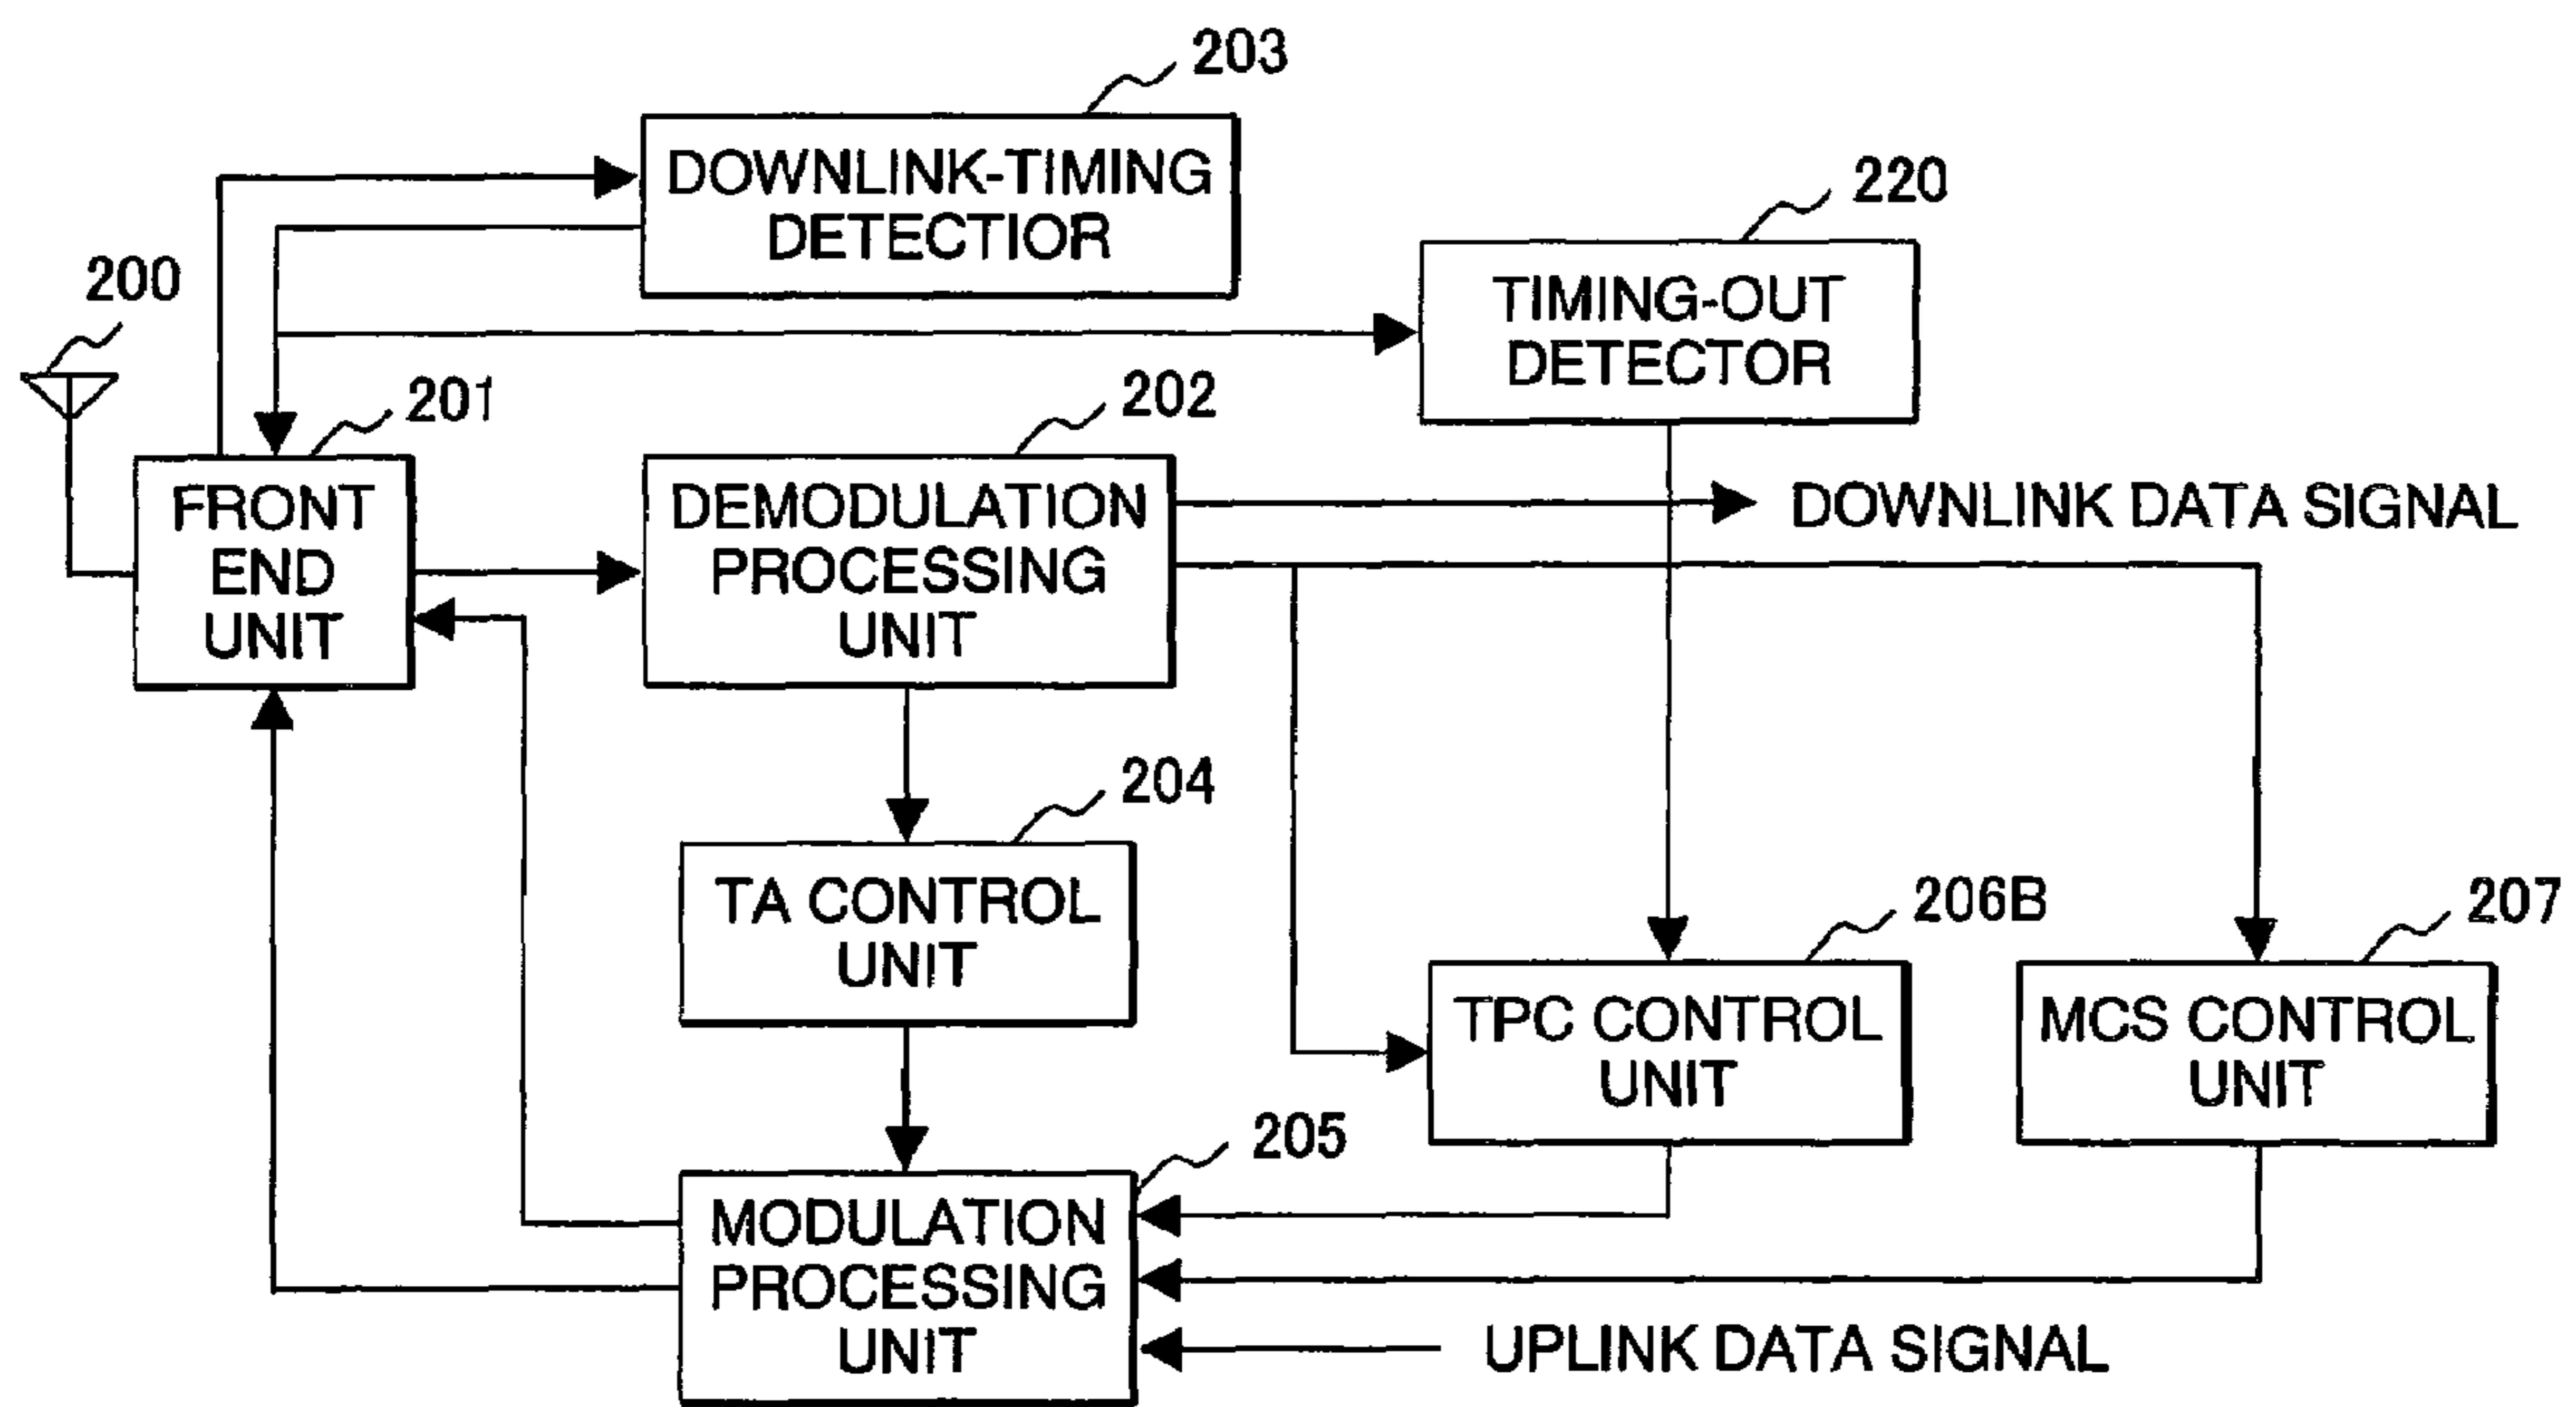 203
DOWNLINK-TIMING
DETECTIOR
220
TIMING-OUT
DETECTOR
200
201
FRONT
END
UNIT
202
DEMODULATION
PROCESSING
UNIT
DOWNLINK DATA SIGNAL
204
TA CONTROL
UNIT
206B
TPC CONTROL
UNIT
207
MCS CONTROL
UNIT
205
MODULATION
PROCESSING
UNIT
UPLINK DATA SIGNAL